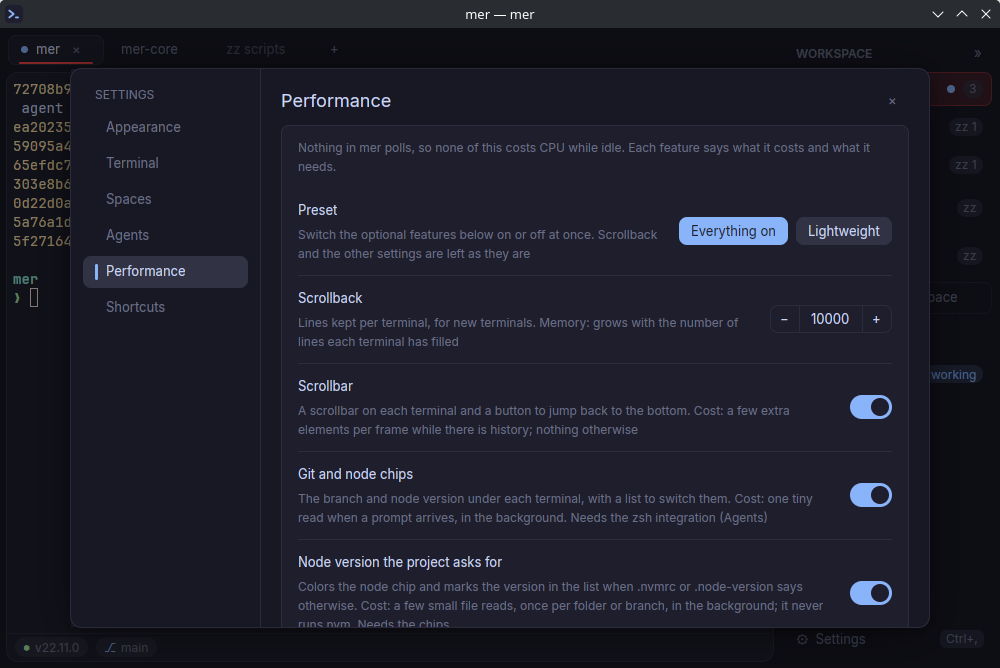 mer — mer
mer ×
mer-core
zz scripts
+
WORKSPACE
»
72708b9
agent
ea20235
59095a4
65efdc7
303e8b6
0d22d0a
5a76a1d
5f27164
mer
❯
SETTINGS
Appearance
Terminal
Spaces
Agents
Performance
Shortcuts
Performance
×
Nothing in mer polls, so none of this costs CPU while idle. Each feature says what it costs and what it
needs.
Preset
Switch the optional features below on or off at once. Scrollback
and the other settings are left as they are
Everything on
Lightweight
Scrollback
Lines kept per terminal, for new terminals. Memory: grows with the number of
lines each terminal has filled
− 10000 +
Scrollbar
A scrollbar on each terminal and a button to jump back to the bottom. Cost: a few extra
elements per frame while there is history; nothing otherwise
Git and node chips
The branch and node version under each terminal, with a list to switch them. Cost: one tiny
read when a prompt arrives, in the background. Needs the zsh integration (Agents)
Node version the project asks for
Colors the node chip and marks the version in the list when .nvmrc or .node-version says
otherwise. Cost: a few small file reads, once per folder or branch, in the background; it never
runs nvm. Needs the chips
3
zz 1
zz 1
zz
zz
pace
working
v22.11.0
main
Settings
Ctrl+,